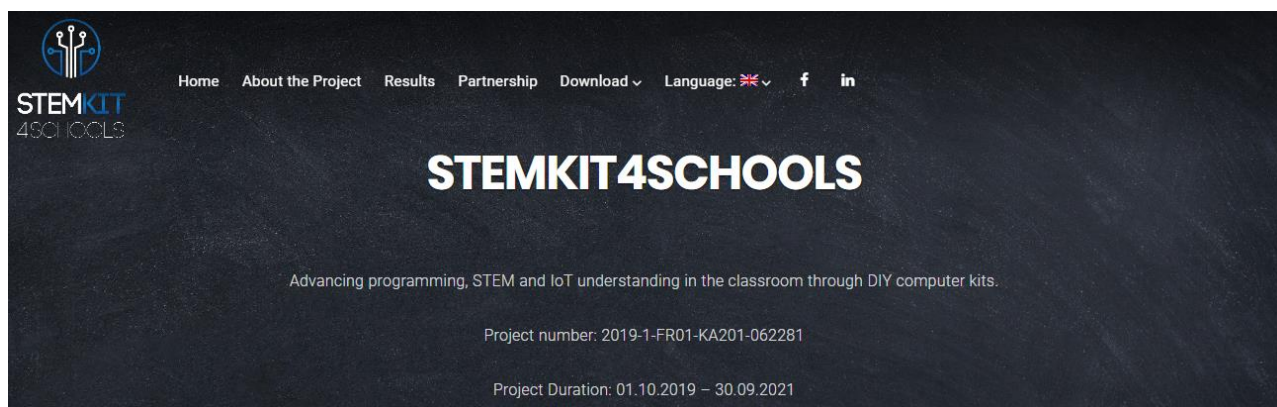 STEMKIT
4SCHOOLS
Home About the Project Results Partnership Download Language: f in
STEMKIT4SCHOOLS
Advancing programming, STEM and IoT understanding in the classroom through DIY computer kits.
Project number: 2019-1-FR01-KA201-062281
Project Duration: 01.10.2019 – 30.09.2021